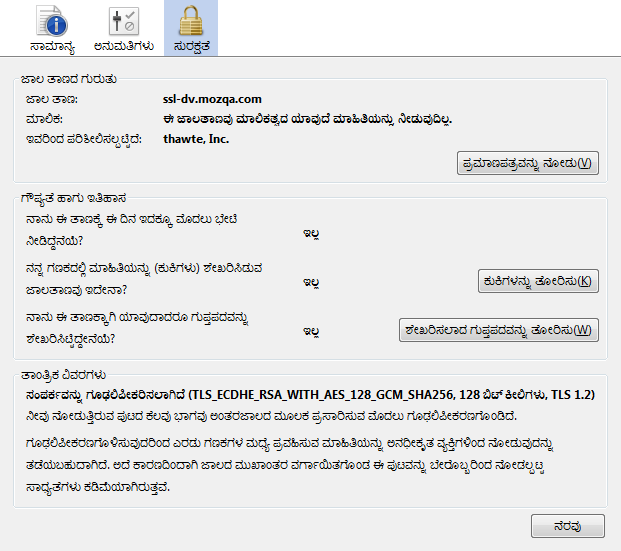 ಸಾಮಾನ್ಯ ಅನುಮತಿಗಳು ಸುರಕ್ಷತೆ
ಜಾಲ ತಾಣದ ಗುರುತು
ಜಾಲ ತಾಣ: ssl-dv.mozqa.com
ಮಾಲಿಕ: ಈ ಜಾಲತಾಣವು ಮಾಲಿಕತ್ವದ ಯಾವುದೆ ಮಾಹಿತಿಯನ್ನು ನೀಡುವುದಿಲ್ಲ.
ಇವರಿಂದ ಪರಿಶೀಲಿಸಲ್ಪಟ್ಟಿದೆ: thawte, Inc.
ಪ್ರಮಾಣಪತ್ರವನ್ನು ನೋಡು(V)
ಗೌಪ್ಯತೆ ಹಾಗು ಇತಿಹಾಸ
ನಾನು ಈ ತಾಣಕ್ಕೆ ಈ ದಿನ ಇದಕ್ಕೂ ಮೊದಲು ಭೇಟಿ
ನೀಡಿದ್ದೆನೆಯೆ? ಇಲ್ಲ
ನನ್ನ ಗಣಕದಲ್ಲಿ ಮಾಹಿತಿಯನ್ನು (ಕುಕಿಗಳು) ಶೇಖರಿಸಿಡುವ
ಜಾಲತಾಣವು ಇದೇನಾ? ಇಲ್ಲ ಕುಕಿಗಳನ್ನು ತೋರಿಸು(K)
ನಾನು ಈ ತಾಣಕ್ಕಾಗಿ ಯಾವುದಾದರೂ ಗುಪ್ತಪದವನ್ನು
ಶೇಖರಿಸಿಟ್ಟಿದ್ದೇನೆಯೆ? ಇಲ್ಲ ಶೇಖರಿಸಲಾದ ಗುಪ್ತಪದವನ್ನು ತೋರಿಸು(W)
ತಾಂತ್ರಿಕ ವಿವರಗಳು
ಸಂಪರ್ಕವನ್ನು ಗೂಢಲಿಪೀಕರಿಸಲಾಗಿದೆ (TLS_ECDHE_RSA_WITH_AES_128_GCM_SHA256, 128 ಬಿಟ್ ಕೀಲಿಗಳು, TLS 1.2)
ನೀವು ನೋಡುತ್ತಿರುವ ಪುಟದ ಕೆಲವು ಭಾಗವು ಅಂತರಜಾಲದ ಮೂಲಕ ಪ್ರಸಾರಿಸುವ ಮೊದಲು ಗೂಢಲಿಪೀಕರಣಗೊಂಡಿದೆ.
ಗೂಢಲಿಪೀಕರಣಗೊಳಿಸುವುದರಿಂದ ಎರಡು ಗಣಕಗಳ ಮಧ್ಯೆ ಪ್ರವಹಿಸುವ ಮಾಹಿತಿಯನ್ನು ಅನಧೀಕೃತ ವ್ಯಕ್ತಿಗಳಿಂದ ನೋಡುವುದನ್ನು
ತಡೆಯಬಹುದಾಗಿದೆ. ಅದೆ ಕಾರಣದಿಂದಾಗಿ ಜಾಲದ ಮುಖಾಂತರ ವರ್ಗಾಯಿತಗೊಂಡ ಈ ಪುಟವನ್ನು ಬೇರೊಬ್ಬರಿಂದ ನೋಡಲ್ಪಟ್ಟ
ಸಾಧ್ಯತೆಗಳು ಕಡಿಮೆಯಾಗಿರುತ್ತವೆ.
ನೆರವು